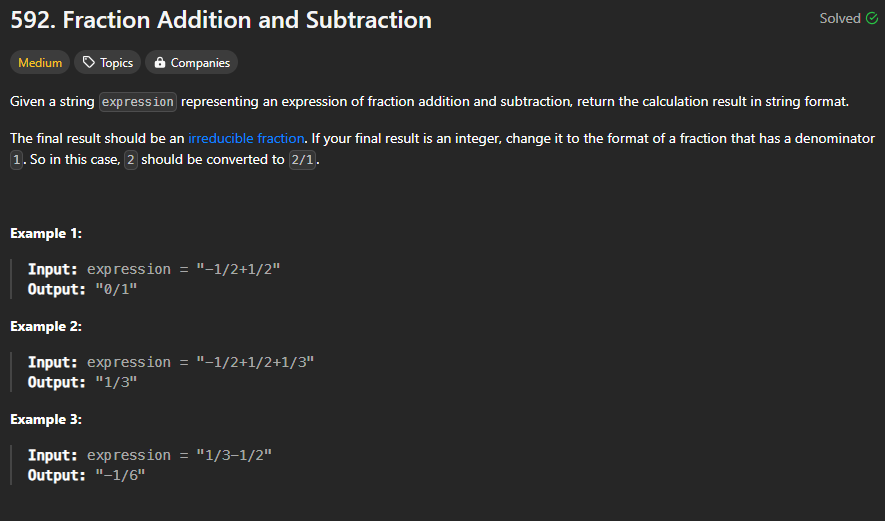 592. Fraction Addition and Subtraction
Solved
Medium Topics Companies
Given a string expression representing an expression of fraction addition and subtraction, return the calculation result in string format.
The final result should be an irreducible fraction. If your final result is an integer, change it to the format of a fraction that has a denominator
1. So in this case, 2 should be converted to 2/1.
Example 1:
Input: expression = "-1/2+1/2"
Output: "0/1"
Example 2:
Input: expression = "-1/2+1/2+1/3"
Output: "1/3"
Example 3:
Input: expression = "1/3-1/2"
Output: "-1/6"